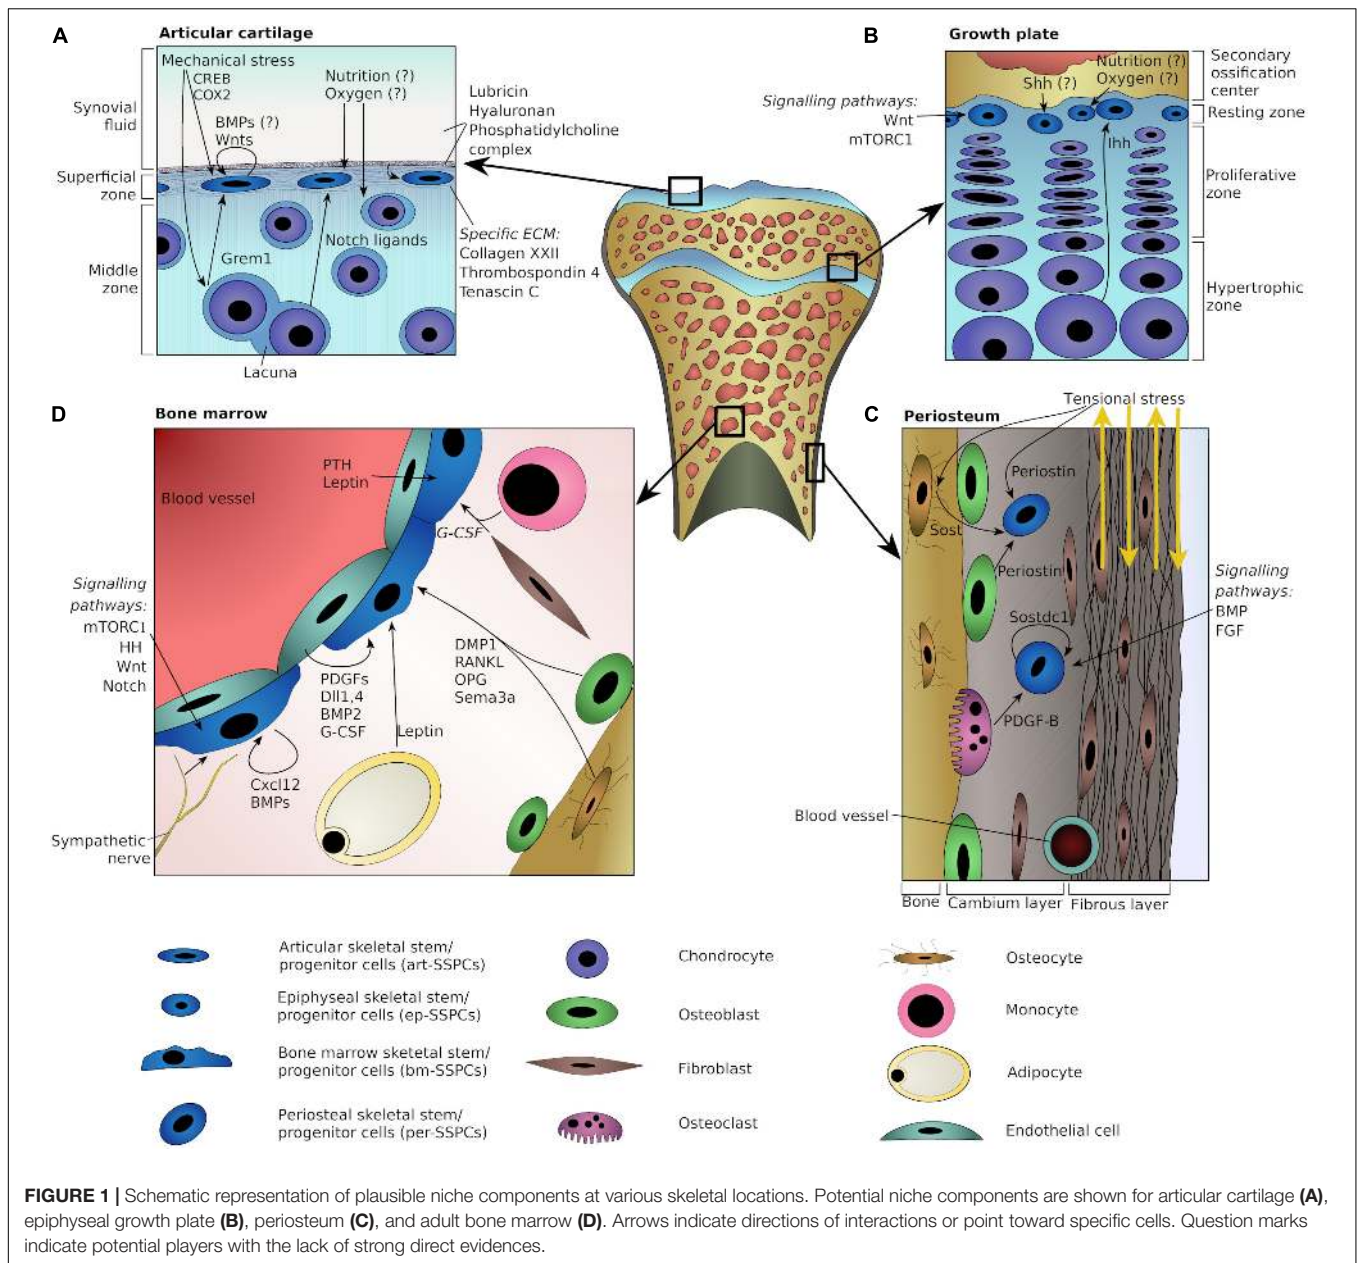 A
Articular cartilage
Mechanical stress
CREB
COX2
Nutrition (?)
Oxygen (?)
BMPs (?)
Wnts
Synovial
fluid
Superficial
zone
Middle
zone
Lubricin
Hyaluronan
Phosphatidylcholine
complex
Specific ECM:
Collagen XXII
Thrombospondin 4
Tenascin C
Notch ligands
Grem1
Lacuna
B
Growth plate
Nutrition (?)
Oxygen (?)
Shh (?)
Signalling pathways:
Wnt
mTORC1
Ihh
Secondary
ossification
center
Resting zone
Proliferative
zone
Hypertrophic
zone
D
Bone marrow
Blood vessel
PTH
Leptin
G-CSF
Signalling
pathways:
mTORC1
HH
Wnt
Notch
PDGFs
Dll1,4
BMP2
G-CSF
DMP1
RANKL
OPG
Sema3a
Leptin
Cxcl12
BMPs
Sympathetic
nerve
C
Periosteum
Tensional stress
Periostin
Sost
Periostin
Sostdc1
PDGF-B
Signalling
pathways:
BMP
FGF
Blood vessel
Bone
Cambium layer
Fibrous layer
Articular skeletal stem/
progenitor cells (art-SSPCs)
Epiphyseal skeletal stem/
progenitor cells (ep-SSPCs)
Bone marrow sketetal stem/
progenitor cells (bm-SSPCs)
Periosteal skeletal stem/
progenitor cells (per-SSPCs)
Chondrocyte
Osteoblast
Fibroblast
Osteoclast
Osteocyte
Monocyte
Adipocyte
Endothelial cell
FIGURE 1 | Schematic representation of plausible niche components at various skeletal locations. Potential niche components are shown for articular cartilage (A),
epiphyseal growth plate (B), periosteum (C), and adult bone marrow (D). Arrows indicate directions of interactions or point toward specific cells. Question marks
indicate potential players with the lack of strong direct evidences.